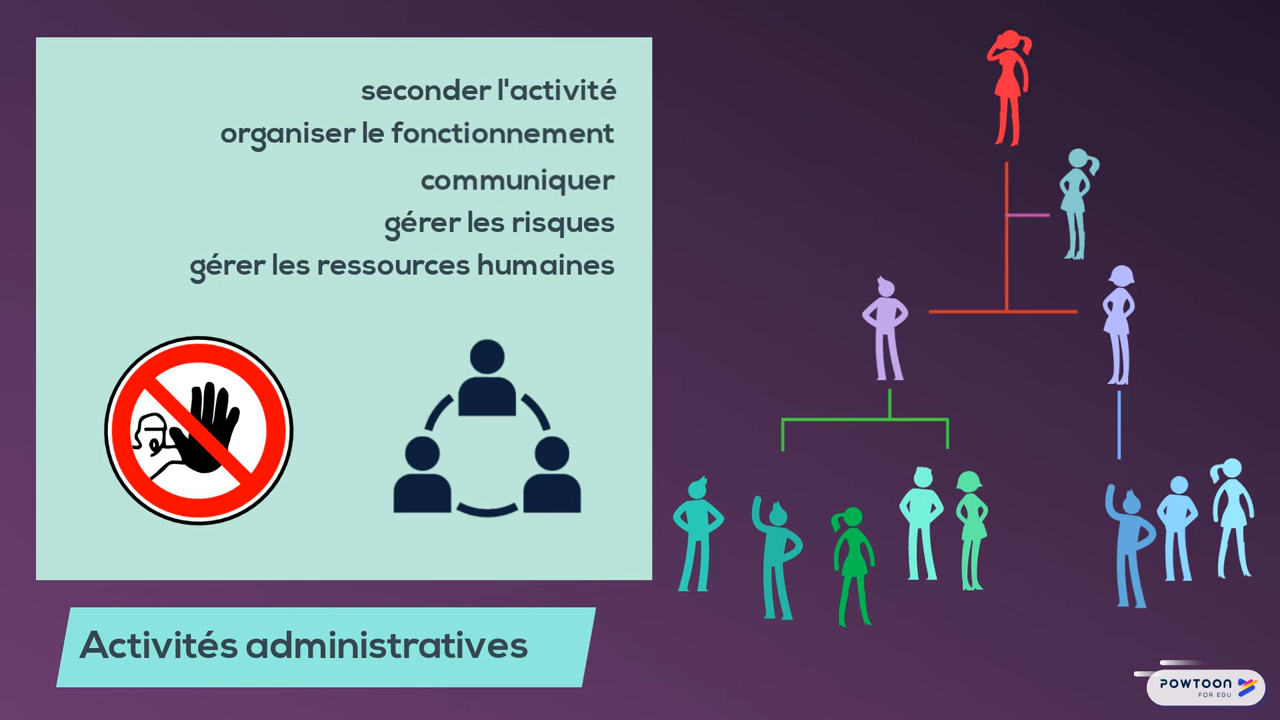 seconder l'activité
organiser le fonctionnement
communiquer
gérer les risques
gérer les ressources humaines
Activités administratives
POWTOON
FOR EDU